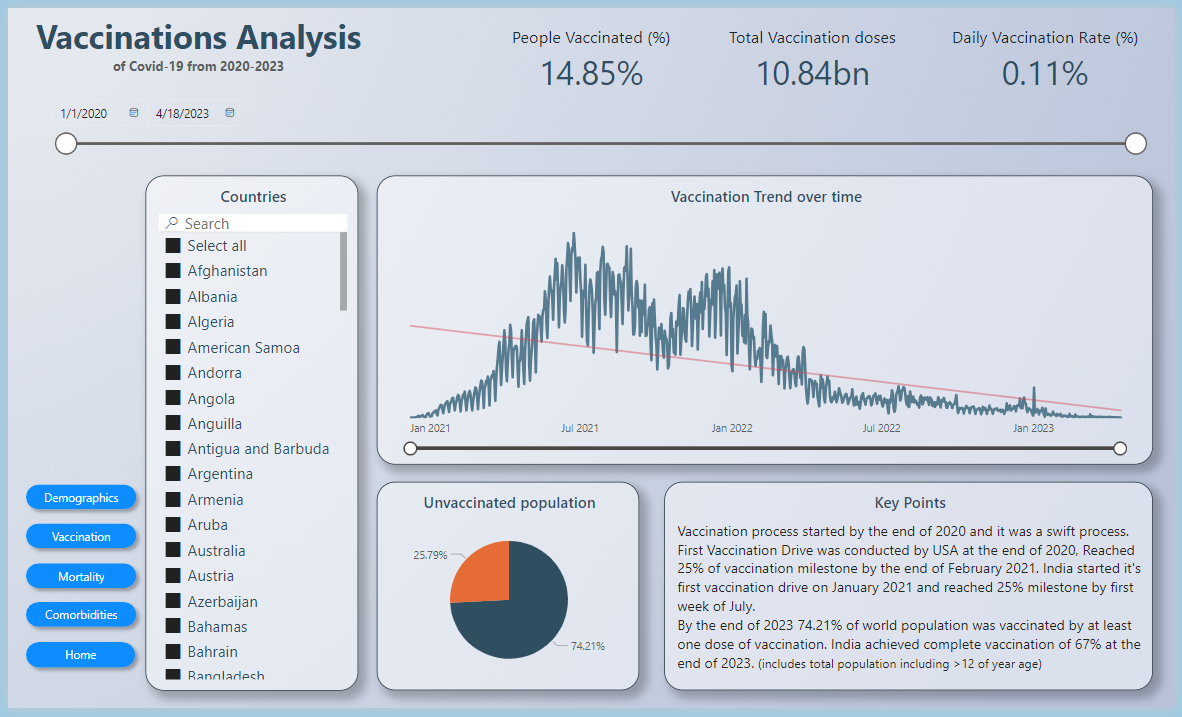 Vaccinations Analysis
of Covid-19 from 2020-2023
People Vaccinated (%)
14.85%
Total Vaccination doses
10.84bn
Daily Vaccination Rate (%)
0.11%
1/1/2020
4/18/2023
Countries
Search
Select all
Afghanistan
Albania
Algeria
American Samoa
Andorra
Angola
Anguilla
Antigua and Barbuda
Argentina
Armenia
Aruba
Australia
Austria
Azerbaijan
Bahamas
Bahrain
Bangladesh
Demographics
Vaccination
Mortality
Comorbidities
Home
Vaccination Trend over time
Jan 2021
Jul 2021
Jan 2022
Jul 2022
Jan 2023
Unvaccinated population
25.79%
74.21%
Key Points
Vaccination process started by the end of 2020 and it was a swift process.
First Vaccination Drive was conducted by USA at the end of 2020, Reached
25% of vaccination milestone by the end of February 2021. India started it's
first vaccination drive on January 2021 and reached 25% milestone by first
week of July.
By the end of 2023 74.21% of world population was vaccinated by at least
one dose of vaccination. India achieved complete vaccination of 67% at the
end of 2023. (includes total population including >12 of year age)